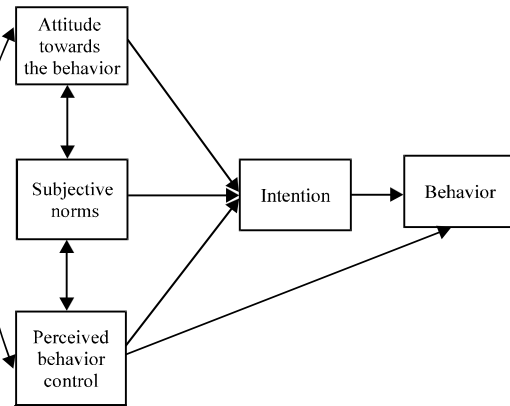 Attitude
towards
the behavior
Subjective
norms
Intention
Behavior
Perceived
behavior
control